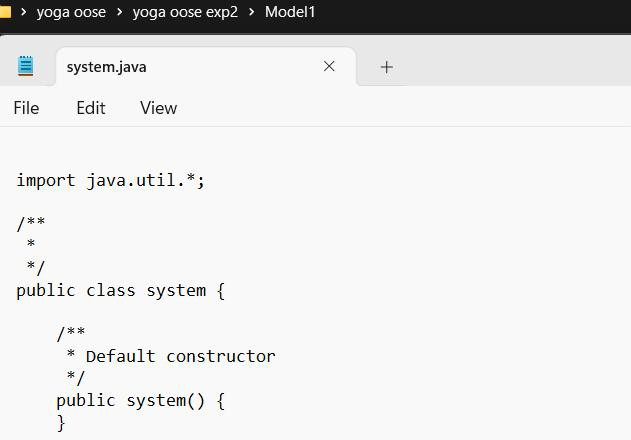 yoga oose > yoga oose exp2 > Model1
system.java
File Edit View
import java.util.*;
/**
*
*/
public class system {
/**
* Default constructor
*/
public system() {
}